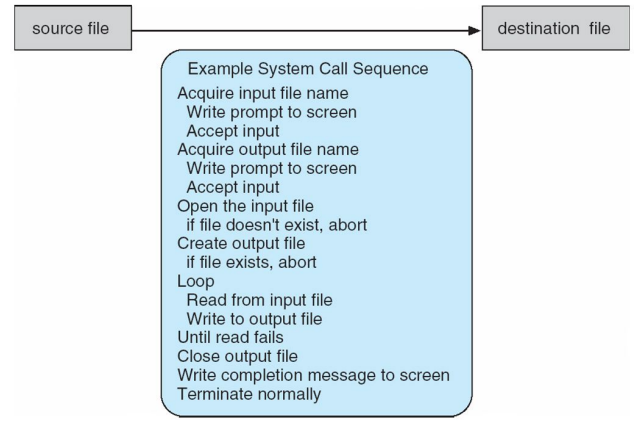 source file
destination file
Example System Call Sequence
Acquire input file name
Write prompt to screen
Accept input
Acquire output file name
Write prompt to screen
Accept input
Open the input file
if file doesn't exist, abort
Create output file
if file exists, abort
Loop
Read from input file
Write to output file
Until read fails
Close output file
Write completion message to screen
Terminate normally